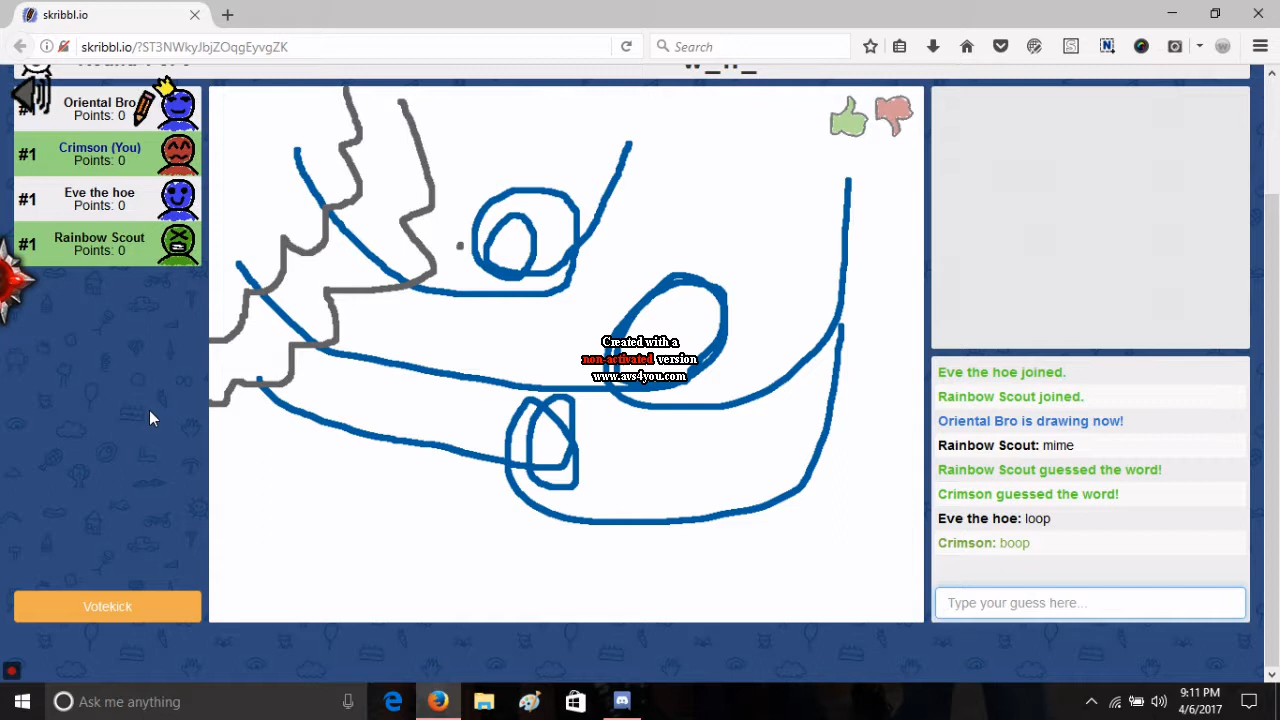 skribbl.io
skribbl.io/?ST3NWkyJbjZOqgEyvgZK
Search
w_n_
Oriental Bro
Points: 0
#1
Crimson (You)
Points: 0
#1
Eve the hoe
Points: 0
#1
Rainbow Scout
Points: 0
Votekick
Created with a
non-activated version
www.avs4you.com
Eve the hoe joined.
Rainbow Scout joined.
Oriental Bro is drawing now!
Rainbow Scout: mime
Rainbow Scout guessed the word!
Crimson guessed the word!
Eve the hoe: loop
Crimson: boop
Type your guess here...
Ask me anything
9:11 PM
4/6/2017